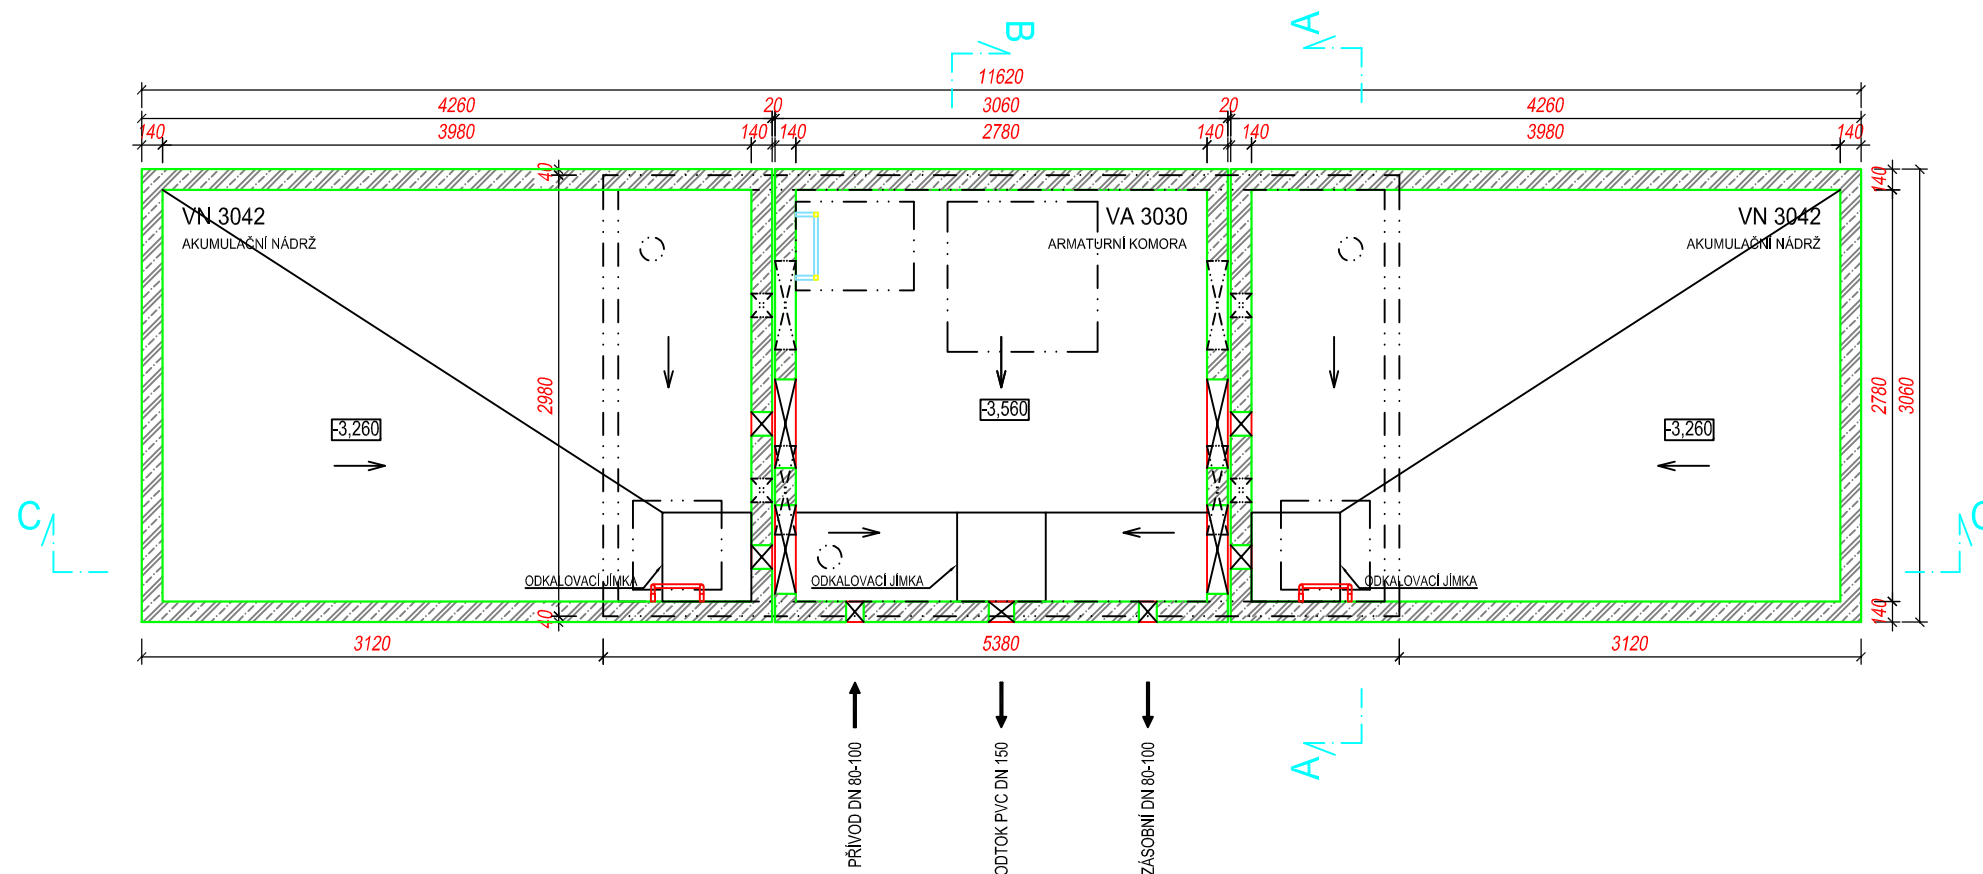 B
A
11620
4260
20
3060
20
4260
140
3980
140
140
2780
140
140
3980
140
40
140
VN 3042
AKUMULAČNÍ NÁDRŽ
VA 3030
ARMATURNÍ KOMORA
VN 3042
AKUMULAČNÍ NÁDRŽ
2980
2780
3060
-3,260
-3,560
-3,260
C
C
ODKALOVACÍ JÍMKA
ODKALOVACÍ JÍMKA
ODKALOVACÍ JÍMKA
40
140
3120
5380
3120
A
PŘÍVOD DN 80-100
ODTOK PVC DN 150
ZÁSOBNÍ DN 80-100